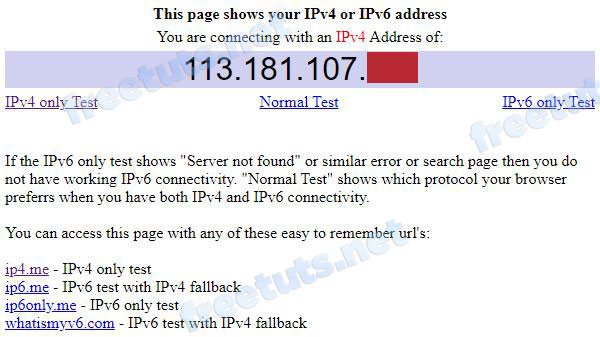 This page shows your IPv4 or IPv6 address
You are connecting with an IPv4 Address of:
113.181.107.
IPv4 only Test Normal Test IPv6 only Test
If the IPv6 only test shows "Server not found" or similar error or search page then you do
not have working IPv6 connectivity. "Normal Test" shows which protocol your browser
preferrs when you have both IPv4 and IPv6 connectivity.
You can access this page with any of these easy to remember url's:
ip4.me - IPv4 only test
ip6.me - IPv6 test with IPv4 fallback
ip6only.me - IPv6 only test
whatismyv6.com - IPv6 test with IPv4 fallback
freetuts.net
freetuts.net
freetuts.net